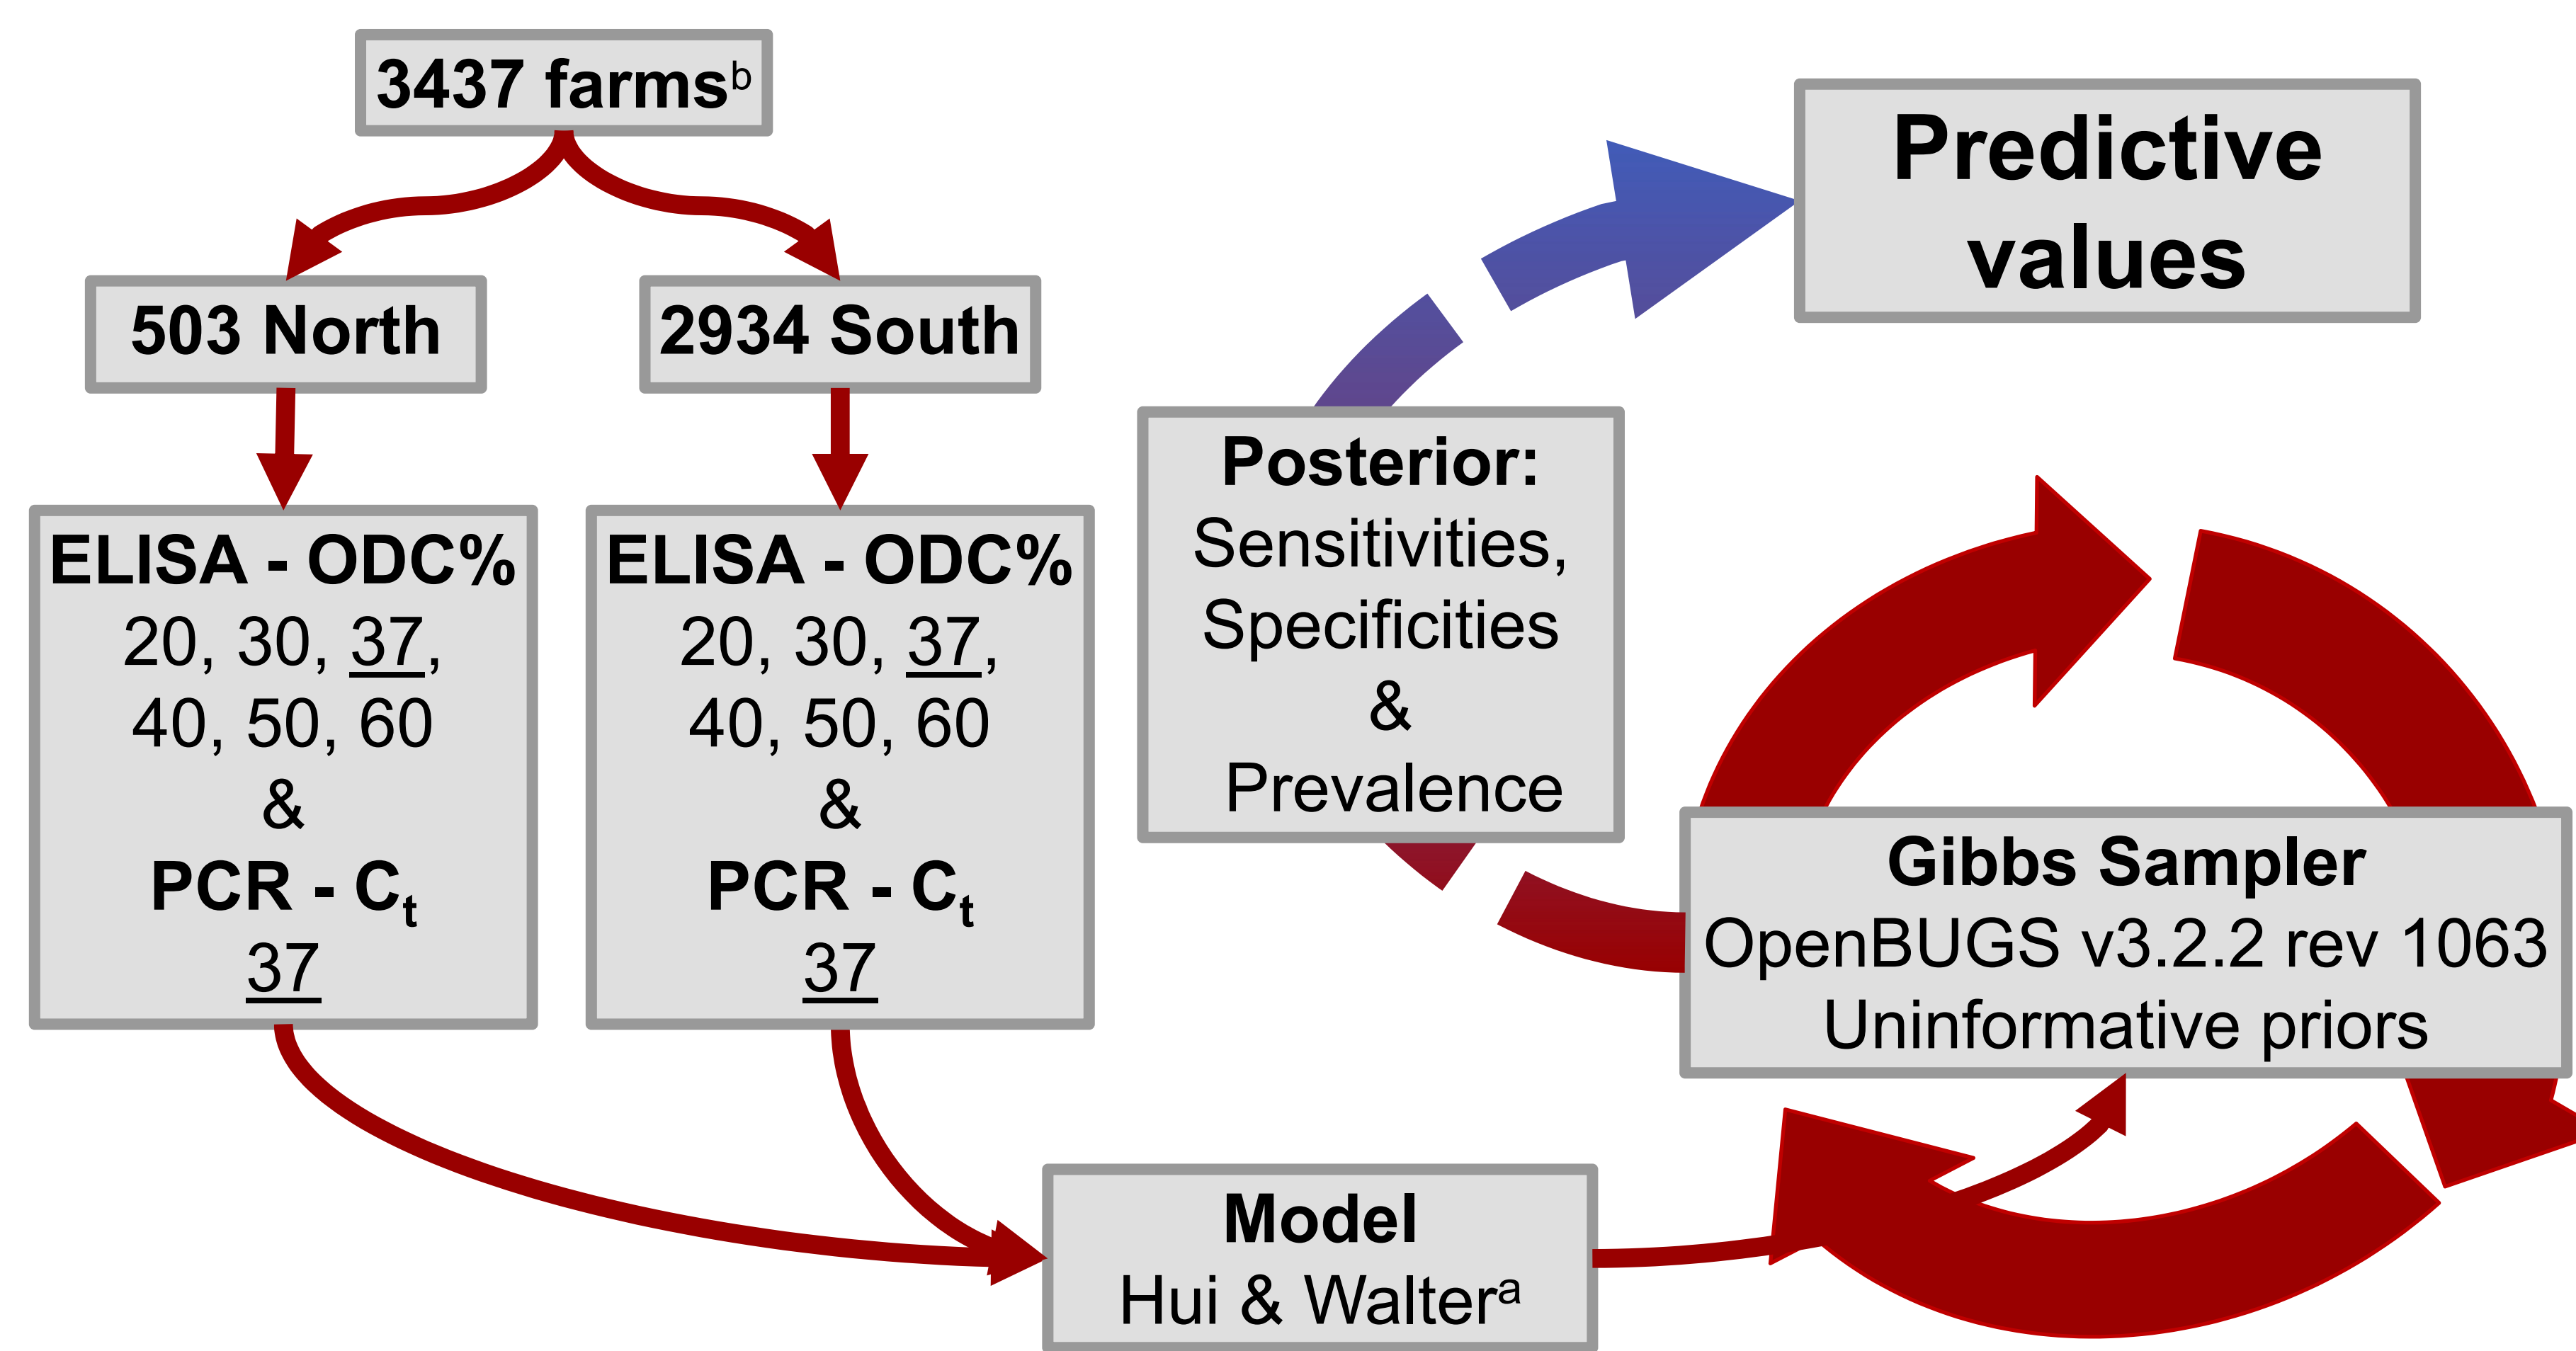 3437 farmsᵇ
503 North
2934 South
ELISA - ODC%
20, 30, 37,
40, 50, 60
&
PCR - Cₜ
37
ELISA - ODC%
20, 30, 37,
40, 50, 60
&
PCR - Cₜ
37
Model
Hui & Walterᵃ
Gibbs Sampler
OpenBUGS v3.2.2 rev 1063
Uninformative priors
Posterior:
Sensitivities,
Specificities
&
Prevalence
Predictive
values